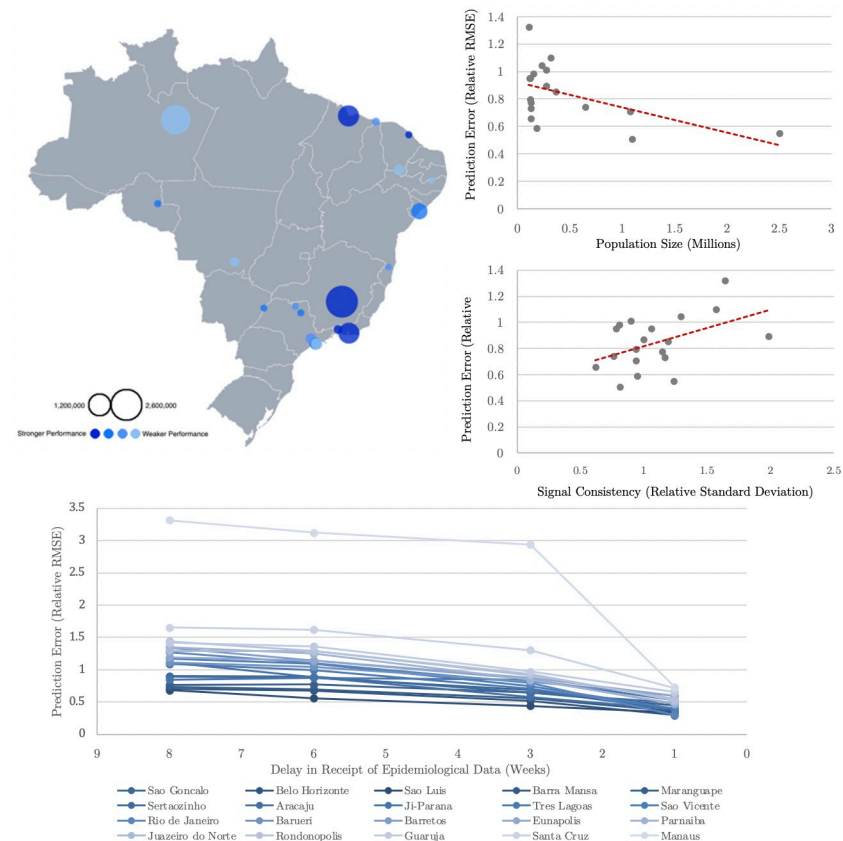 1,200,000
2,600,000
Stronger Performance
Weaker Performance
Prediction Error (Relative RMSE)
1.4
1.2
1
0.8
0.6
0.4
0.2
0
0 0.5 1 1.5 2 2.5 3
Population Size (Millions)
Prediction Error (Relative
1.4
1.2
1
0.8
0.6
0.4
0.2
0
0 0.5 1 1.5 2 2.5
Signal Consistency (Relative Standard Deviation)
Prediction Error (Relative RMSE)
3.5
3
2.5
2
1.5
1
0.5
0
9 8 7 6 5 4 3 2 1 0
Delay in Receipt of Epidemiological Data (Weeks)
Sao Goncalo Belo Horizonte Sao Luis Barra Mansa Maranguape
Sertaozinho Aracaju Ji-Parana Tres Lagoas Sao Vicente
Rio de Janeiro Barueri Barretos Eunapolis Parnaiba
Juazeiro do Norte Rondonopolis Guaruja Santa Cruz Manaus